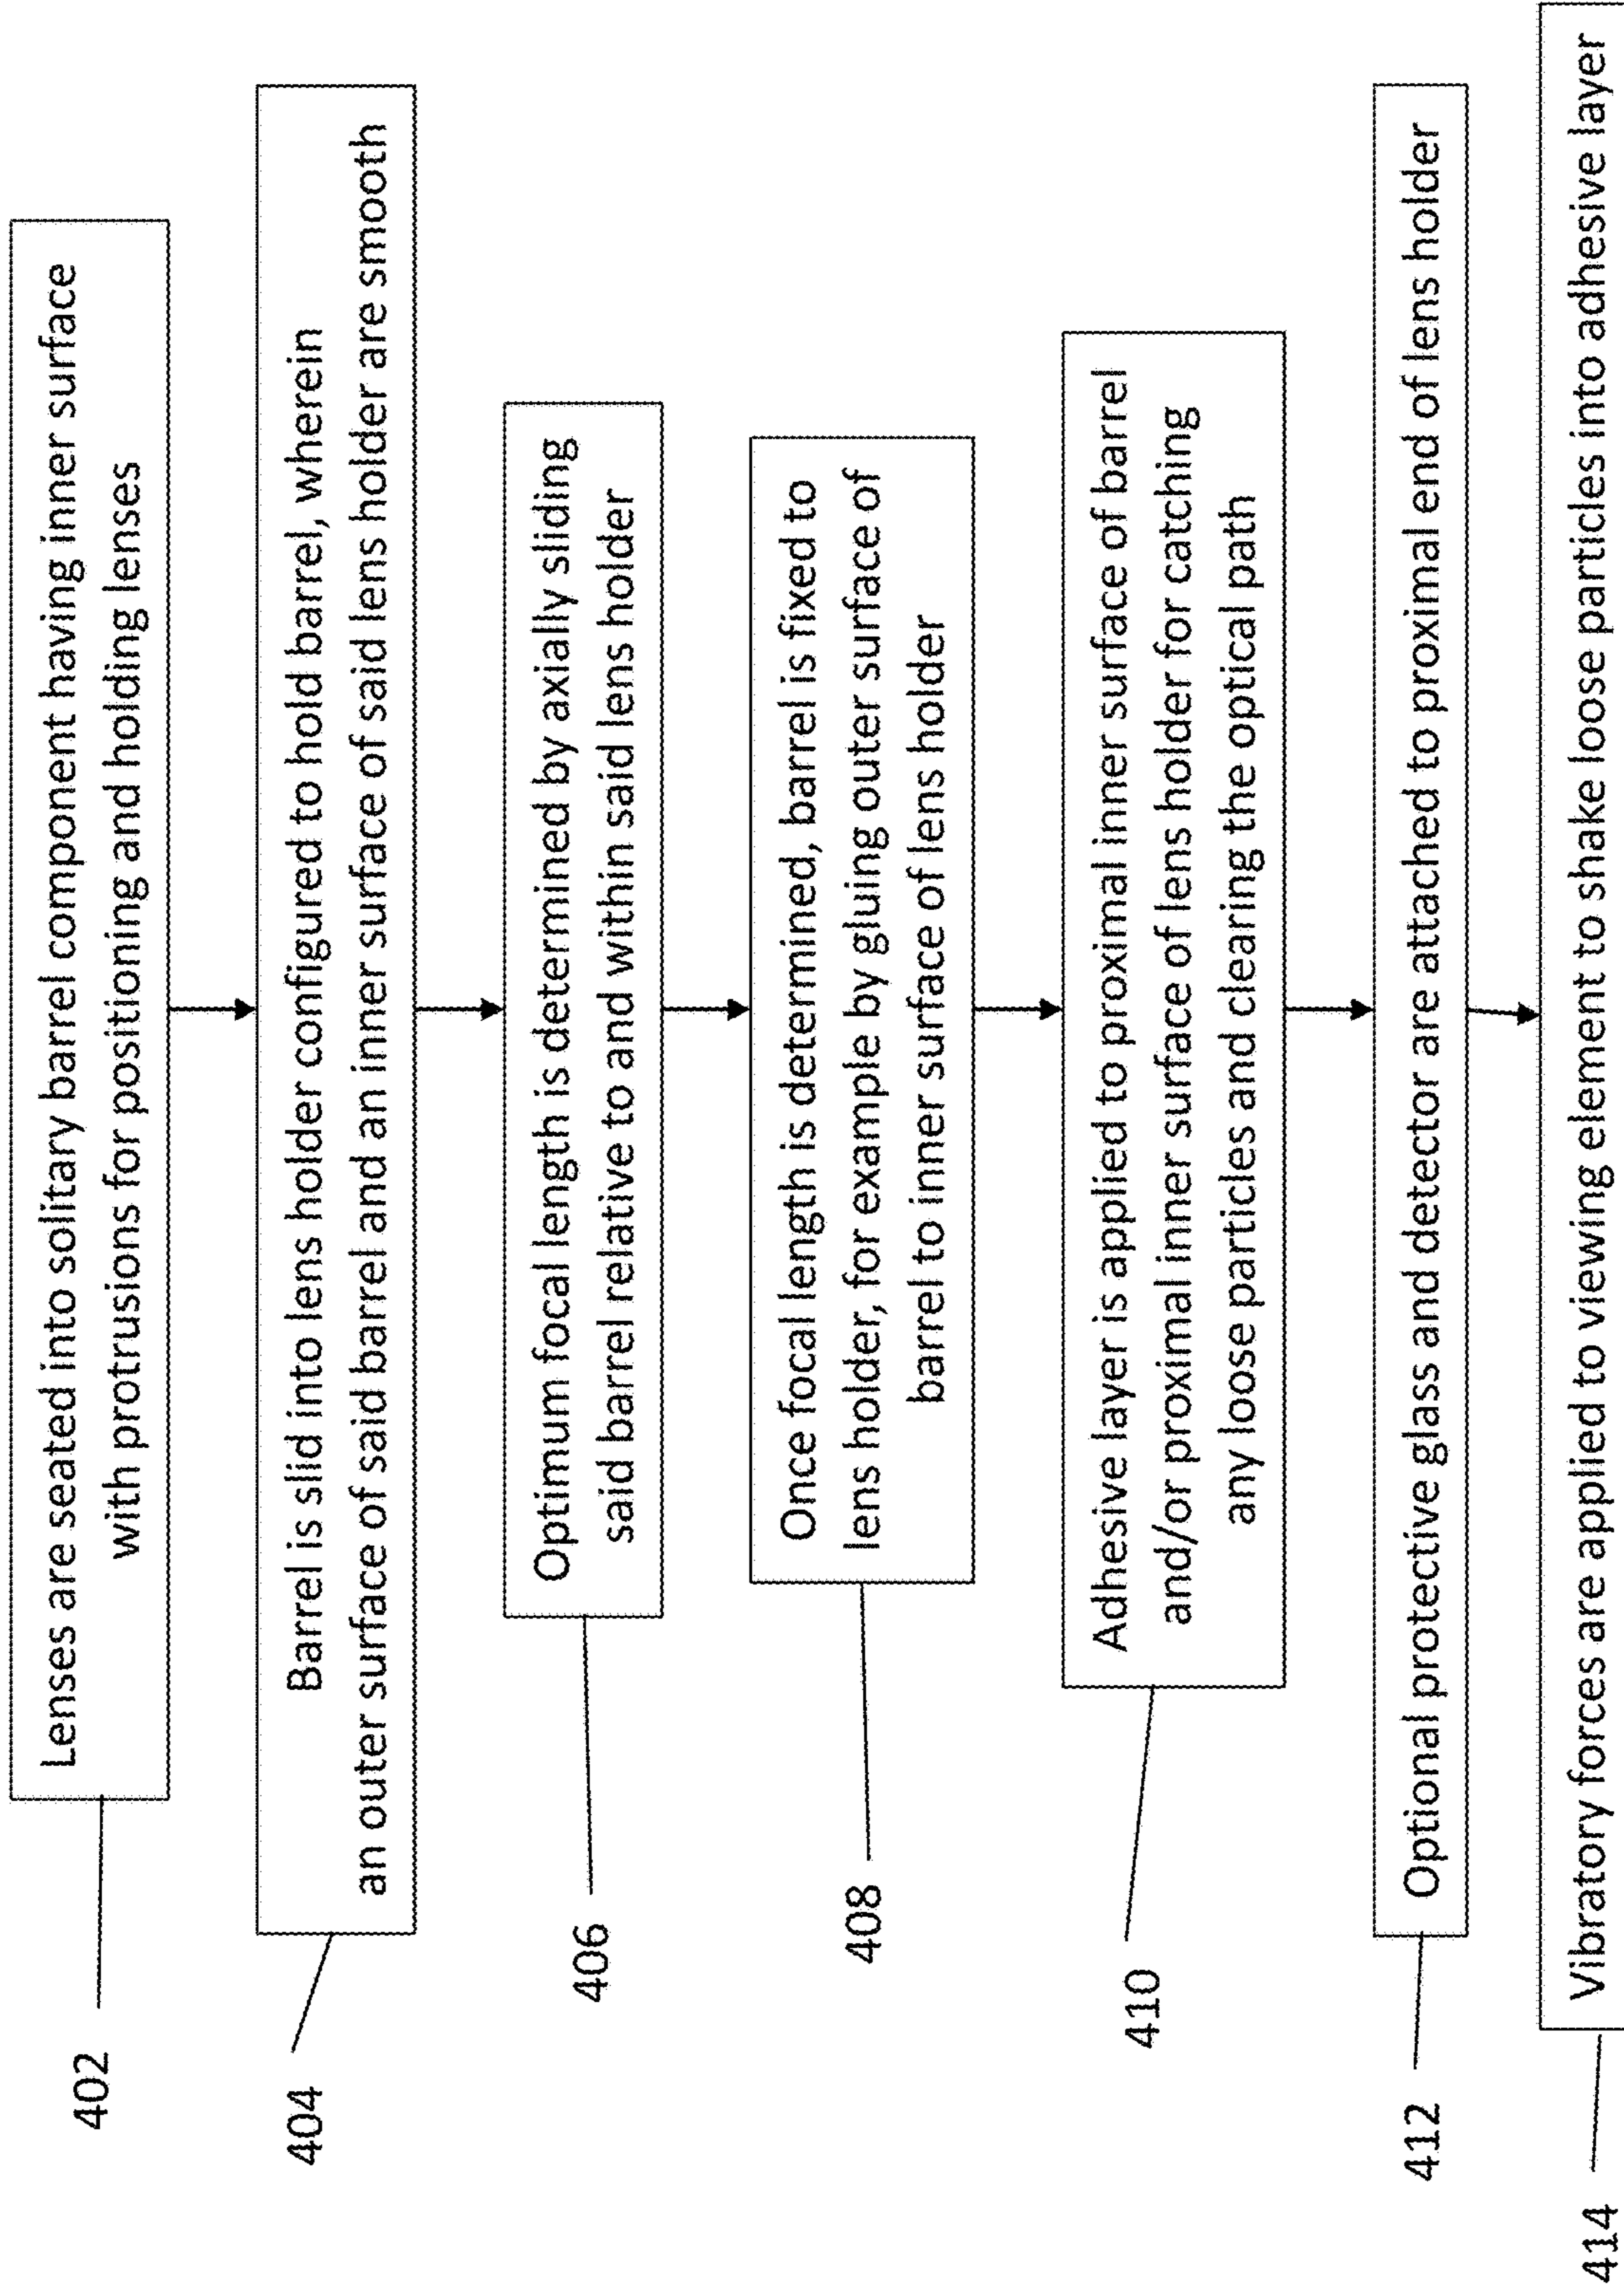 402
Lenses are seated into solitary barrel component having inner surface
with protrusions for positioning and holding lenses
404
Barrel is slid into lens holder configured to hold barrel, wherein
an outer surface of said barrel and an inner surface of said lens holder are smooth
406
Optimum focal length is determined by axially sliding
said barrel relative to and within said lens holder
408
Once focal length is determined, barrel is fixed to
lens holder, for example by gluing outer surface of
barrel to inner surface of lens holder
410
Adhesive layer is applied to proximal inner surface of barrel
and/or proximal inner surface of lens holder for catching
any loose particles and clearing the optical path
412
Optional protective glass and detector are attached to proximal end of lens holder
414
Vibratory forces are applied to viewing element to shake loose particles into adhesive layer